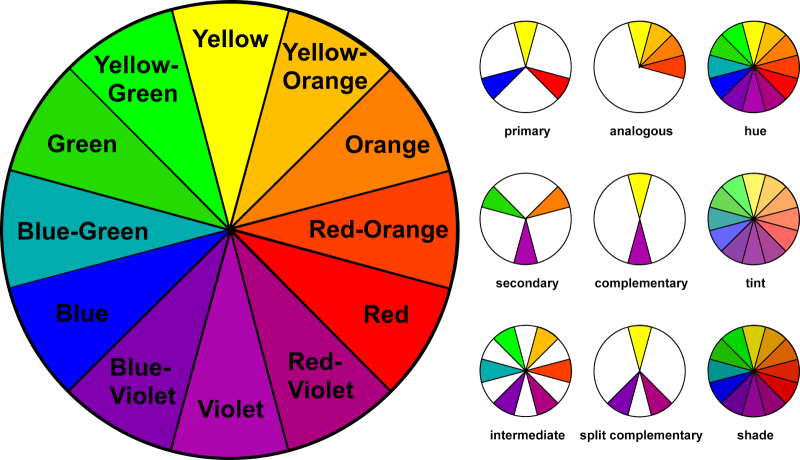 Yellow
Yellow-
Orange
Orange
Red-Orange
Red
Red-
Violet
Violet
Blue-
Violet
Blue
Blue-Green
Green
Yellow-
Green
primary
analogous
hue
secondary
complementary
tint
intermediate
split complementary
shade